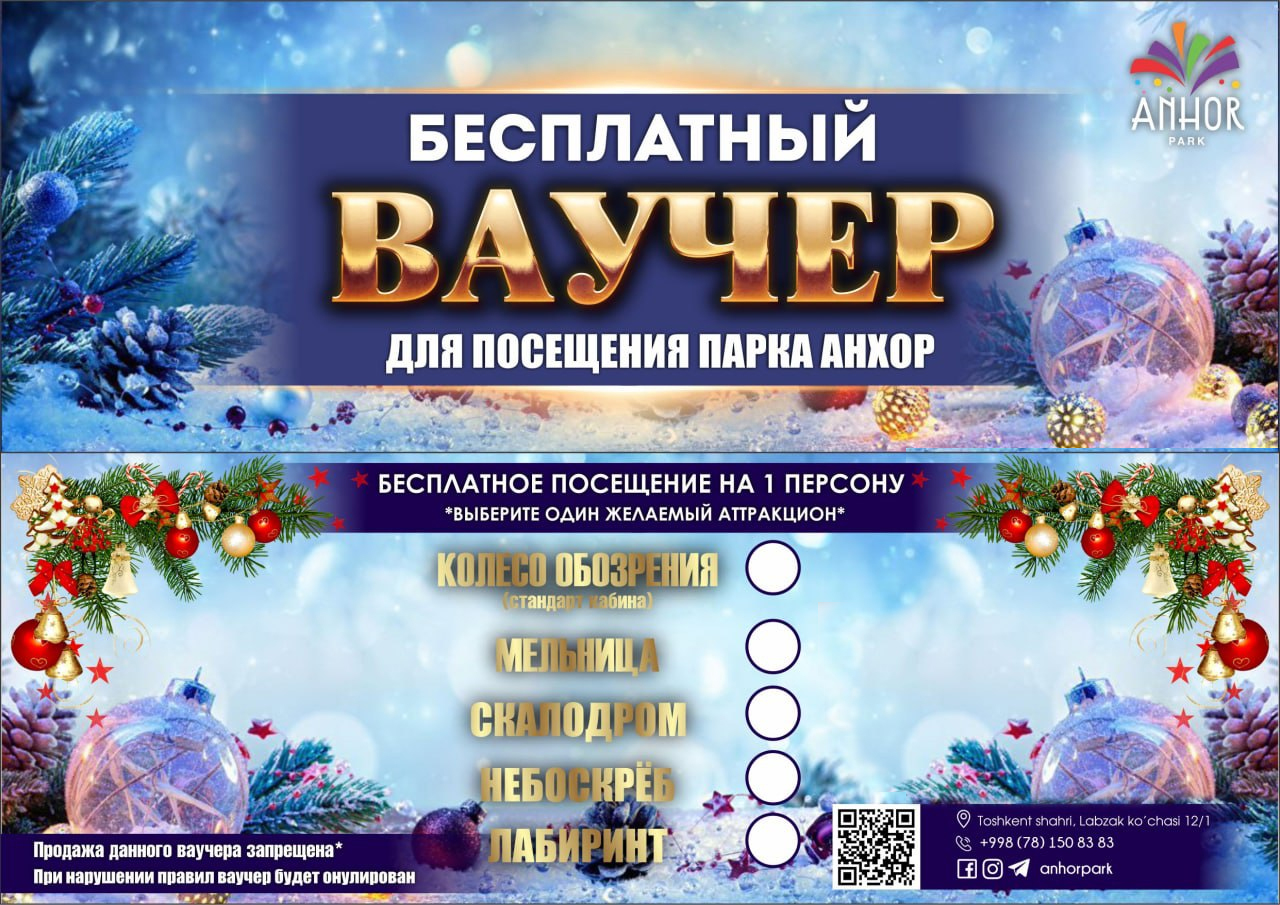 ANHOR
PARK
БЕСПЛАТНЫЙ
ВАУЧЕР
ДЛЯ ПОСЕЩЕНИЯ ПАРКА АНХОР
БЕСПЛАТНОЕ ПОСЕЩЕНИЕ НА 1 ПЕРСОНУ
*ВЫБЕРИТЕ ОДИН ЖЕЛАЕМЫЙ АТТРАКЦИОН*
КОЛЕСО ОБОЗРЕНИЯ
(стандарт кабина)
МЕЛЬНИЦА
СКАЛОДРОМ
НЕБОСКРЁБ
ЛАБИРИНТ
Продажа данного ваучера запрещена*
При нарушении правил ваучер будет онулирован
Toshkent shahri, Labzak ko´chasi 12/1
+998 (78) 150 83 83
anhorpark